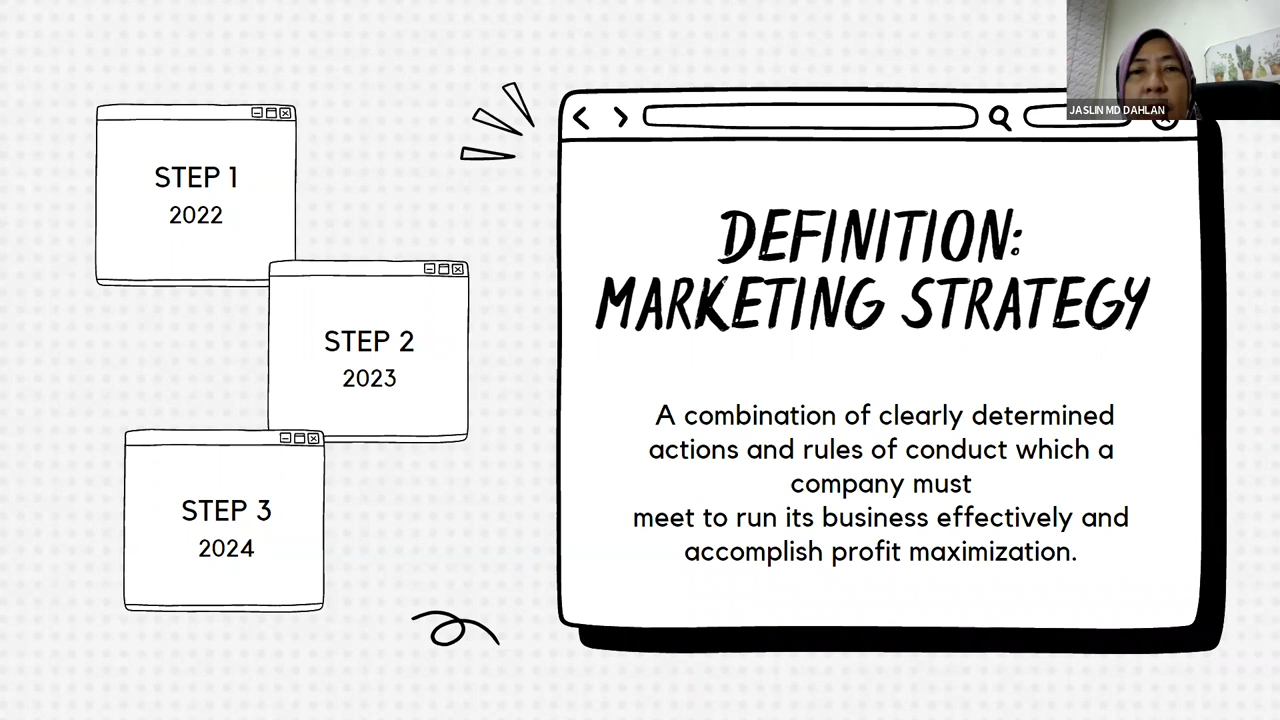 STEP 1
2022
STEP 2
2023
STEP 3
2024
DEFINITION:
MARKETING STRATEGY
A combination of clearly determined
actions and rules of conduct which a
company must
meet to run its business effectively and
accomplish profit maximization.
JASLIN MD DAHLAN